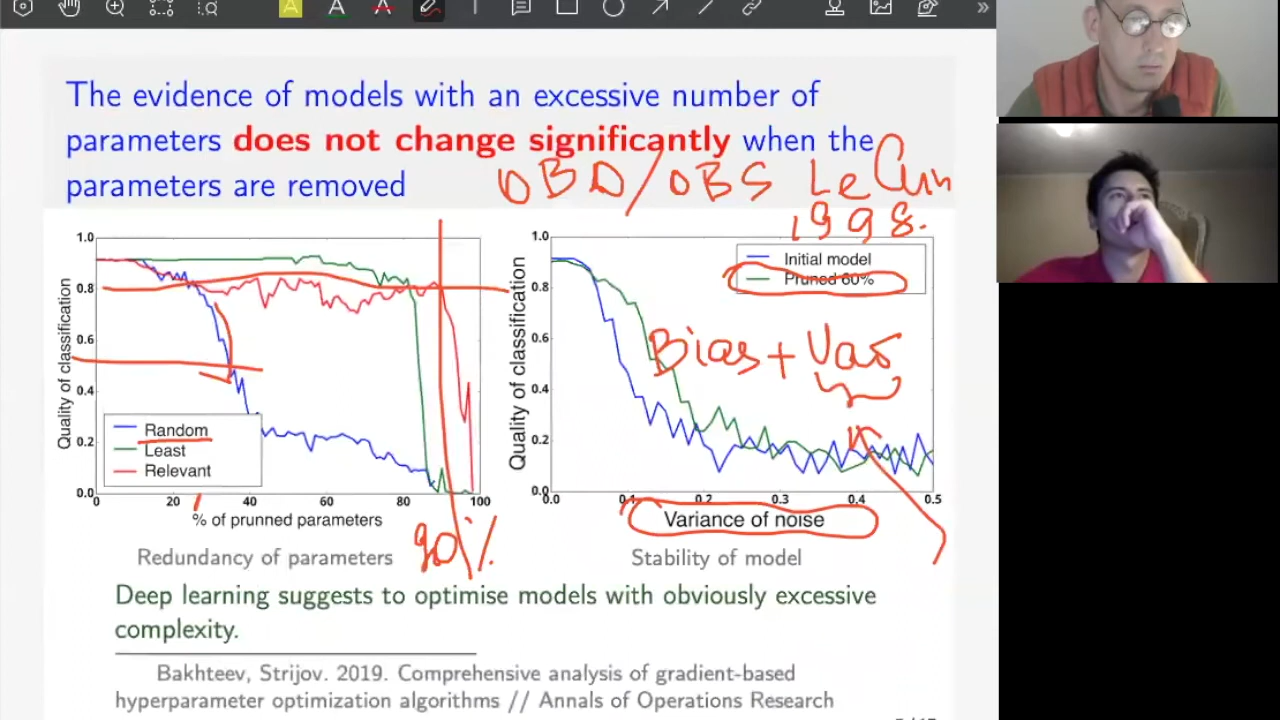 The evidence of models with an excessive number of
parameters does not change significantly when the
parameters are removed
OBD/OBS LeCun
1998.
1.0
0.8
0.6
0.4
0.2
0.0
0 20 40 60 80 100
Quality of classification
Random
Least
Relevant
% of prunned parameters
90%
Redundancy of parameters
1.0
0.8
0.6
0.4
0.2
0.0
0.0 0.1 0.2 0.3 0.4 0.5
Quality of classification
Initial model
Pruned 60%
Bias + Var
Variance of noise
Stability of model
Deep learning suggests to optimise models with obviously excessive
complexity.
Bakhteev, Strijov. 2019. Comprehensive analysis of gradient-based
hyperparameter optimization algorithms // Annals of Operations Research